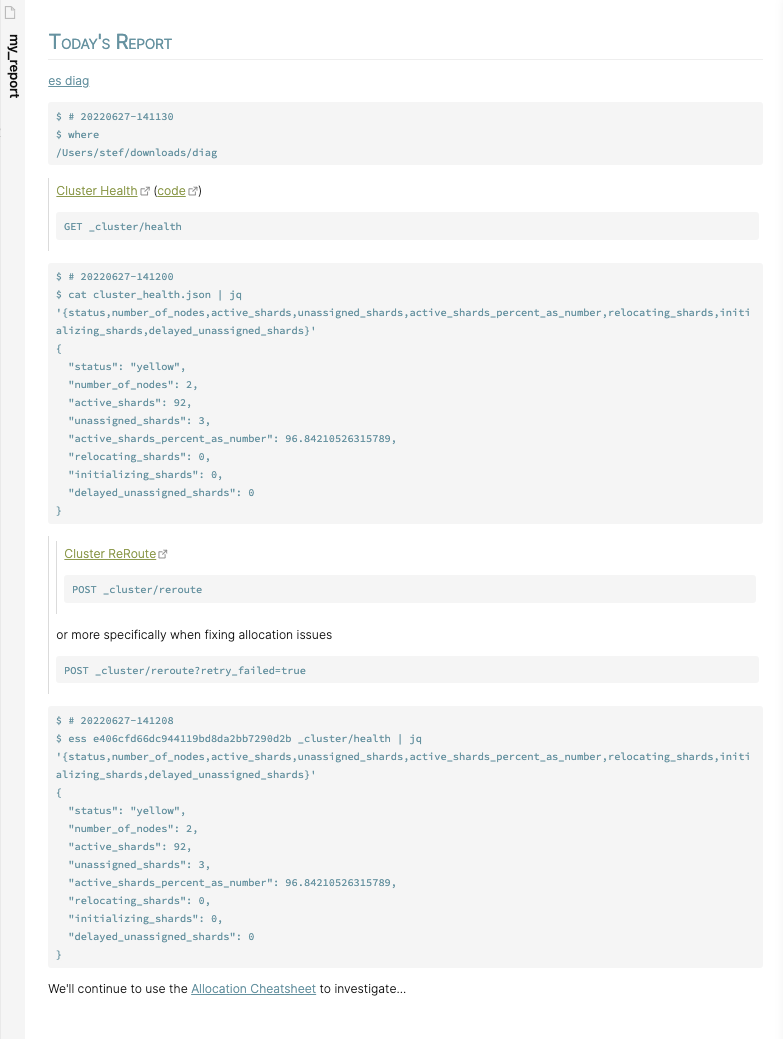 my_report
Today's Report
es diag
$ # 20220627-141130
$ where
/Users/stef/downloads/diag
Cluster Health (code)
GET _cluster/health
$ # 20220627-141200
$ cat cluster_health.json | jq
'{status,number_of_nodes,active_shards,unassigned_shards,active_shards_percent_as_number,relocating_shards,initi
alizing_shards,delayed_unassigned_shards}'
{
  "status": "yellow",
  "number_of_nodes": 2,
  "active_shards": 92,
  "unassigned_shards": 3,
  "active_shards_percent_as_number": 96.84210526315789,
  "relocating_shards": 0,
  "initializing_shards": 0,
  "delayed_unassigned_shards": 0
}
Cluster ReRoute
POST _cluster/reroute
or more specifically when fixing allocation issues
POST _cluster/reroute?retry_failed=true
$ # 20220627-141208
$ ess e406cfd66dc944119bd8da2bb7290d2b _cluster/health | jq
'{status,number_of_nodes,active_shards,unassigned_shards,active_shards_percent_as_number,relocating_shards,initi
alizing_shards,delayed_unassigned_shards}'
{
  "status": "yellow",
  "number_of_nodes": 2,
  "active_shards": 92,
  "unassigned_shards": 3,
  "active_shards_percent_as_number": 96.84210526315789,
  "relocating_shards": 0,
  "initializing_shards": 0,
  "delayed_unassigned_shards": 0
}
We'll continue to use the Allocation Cheatsheet to investigate...